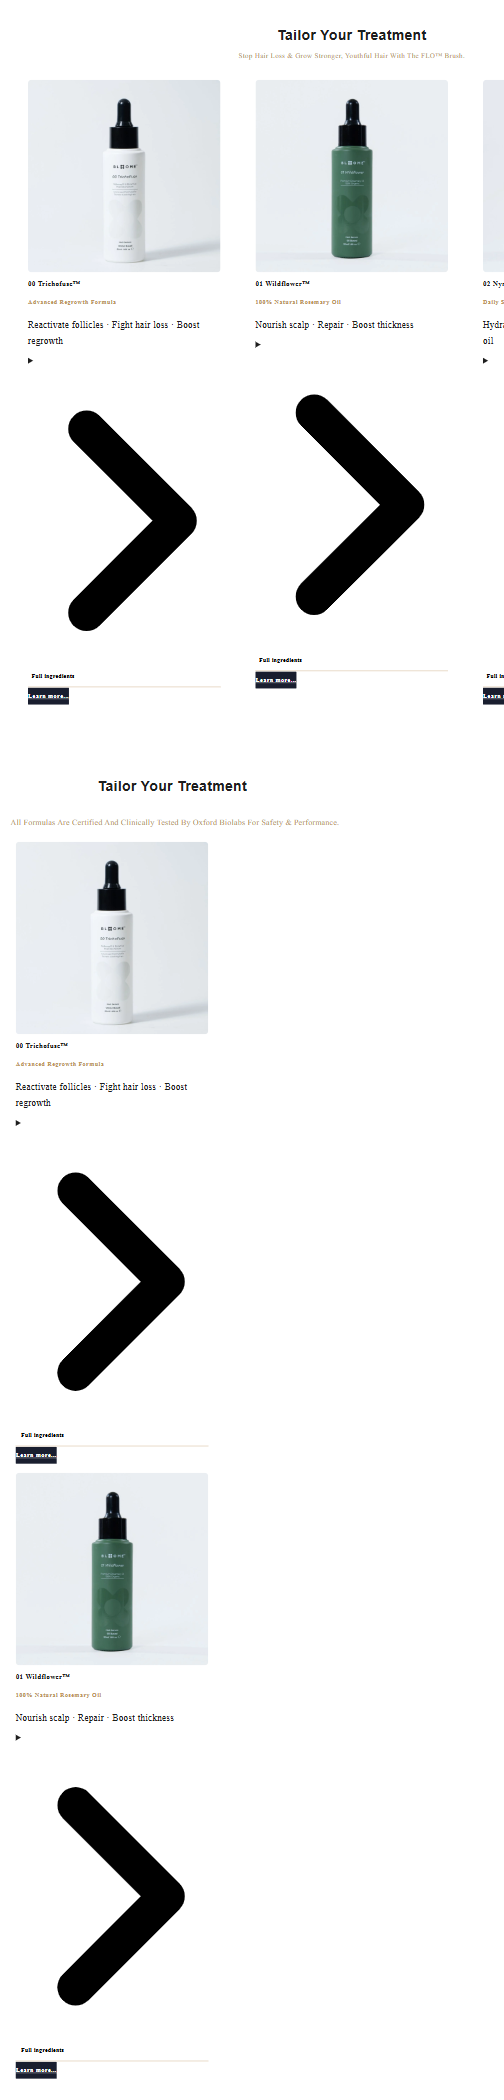 Tailor Your Treatment
Stop Hair Loss & Grow Stronger, Youthful Hair With The FLO™ Brush.
00 Trichofuse™
Advanced Regrowth Formula
Reactivate follicles · Fight hair loss · Boost
regrowth
Full ingredients
Learn more...
01 Wildflower™
100% Natural Rosemary Oil
Nourish scalp · Repair · Boost thickness
Full ingredients
Learn more...
oil
Tailor Your Treatment
All Formulas Are Certified And Clinically Tested By Oxford Biolabs For Safety & Performance.
00 Trichofuse™
Advanced Regrowth Formula
Reactivate follicles · Fight hair loss · Boost
regrowth
Full ingredients
Learn more...
01 Wildflower™
100% Natural Rosemary Oil
Nourish scalp · Repair · Boost thickness
Full ingredients
Learn more...